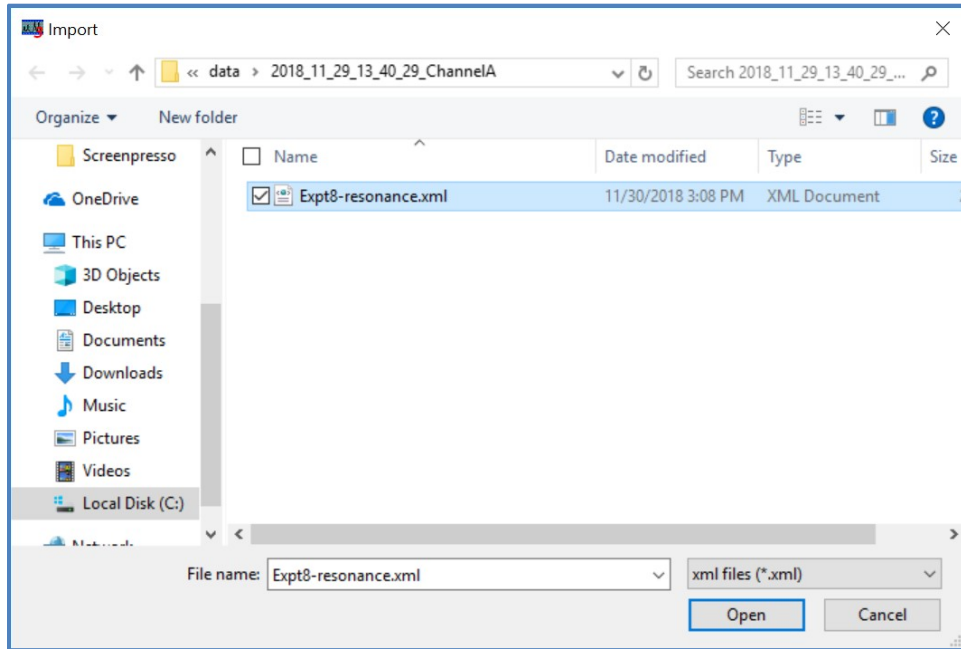 Import
« data > 2018_11_29_13_40_29_ChannelA
Search 2018_11_29_13_40_29_...
Organize
New folder
Name
Date modified
Type
Size
Screenpresso
OneDrive
This PC
3D Objects
Desktop
Documents
Downloads
Music
Pictures
Videos
Local Disk (C:)
Network
Expt8-resonance.xml
11/30/2018 3:08 PM
XML Document
File name:
Expt8-resonance.xml
xml files (*.xml)
Open
Cancel